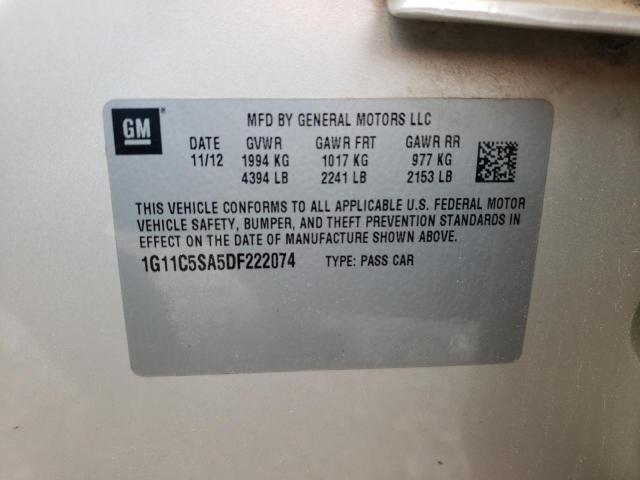 GM
MFD BY GENERAL MOTORS LLC
DATE GVWR GAWR FRT GAWR RR
11/12 1994 KG 1017 KG 977 KG
4394 LB 2241 LB 2153 LB
THIS VEHICLE CONFORMS TO ALL APPLICABLE U.S. FEDERAL MOTOR
VEHICLE SAFETY, BUMPER, AND THEFT PREVENTION STANDARDS IN
EFFECT ON THE DATE OF MANUFACTURE SHOWN ABOVE.
1G11C5SA5DF222074 TYPE: PASS CAR